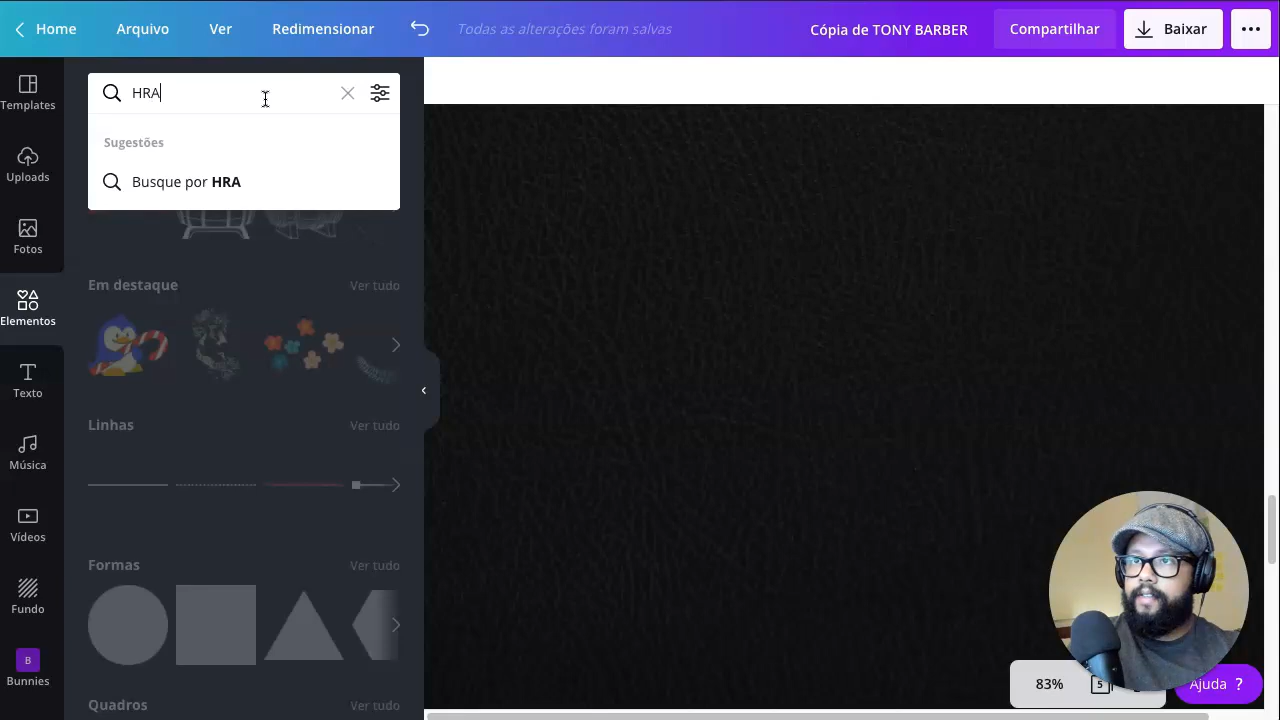 Home
Arquivo
Ver
Redimensionar
Todas as alterações foram salvas
Cópia de TONY BARBER
Compartilhar
Baixar
Templates
Uploads
Fotos
Elementos
Texto
Música
Vídeos
Fundo
B
Bunnies
HRA
Sugestões
Busque por HRA
Em destaque
Ver tudo
Linhas
Ver tudo
Formas
Ver tudo
Quadros
Ver tudo
83%
5
Ajuda ?